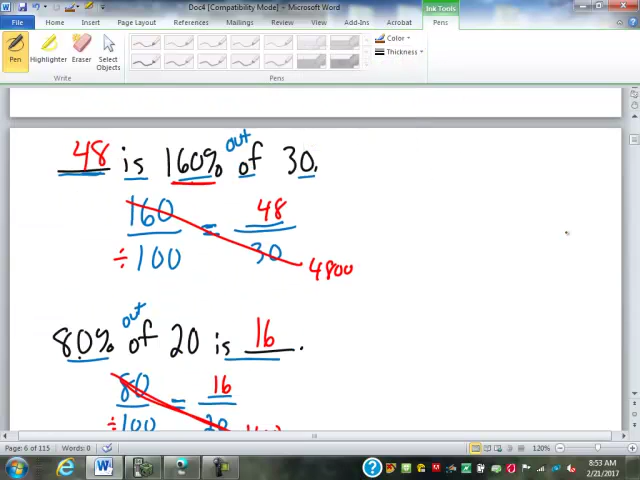 Doc4 [Compatibility Mode] - Microsoft Word
Ink Tools
File Home Insert Page Layout References Mailings Review View Add-Ins Acrobat Pens
Pen Highlighter Eraser Select Objects
Color
Thickness
Write Pens
out
48 is 160% of 30.
160 = 48
÷ 100 30
4800
out
80% of 20 is 16.
80 = 16
÷ 100 20
Page: 6 of 115 Words: 0 120%
8:53 AM
2/21/2017